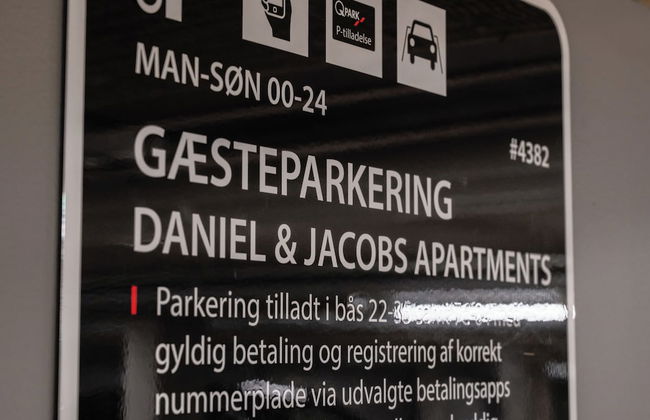 QPARK
P-tilladelse
MAN-SØN 00-24
#4382
GÆSTEPARKERING
DANIEL & JACOBS APARTMENTS
Parkering tilladt i bås 22-35
gyldig betaling og registrering af korrekt
nummerplade via udvalgte betalingsapps